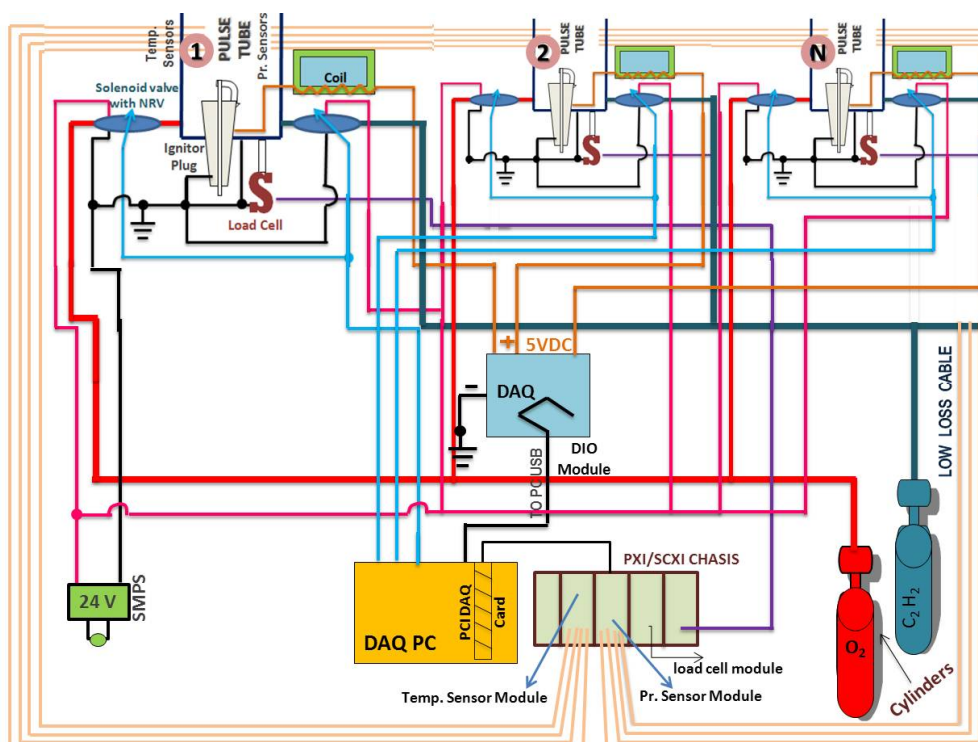 Temp.
Sensors
1
PULSE
TUBE
Pr. Sensors
Coil
Solenoid valve
with NRV
Ignitor
Plug
S
Load Cell
2
PULSE
TUBE
S
N
PULSE
TUBE
S
+ 5VDC
-
DAQ
DIO
Module
TO PC USB
LOW LOSS CABLE
24 V
SMPS
DAQ PC
PCI DAQ
Card
PXI/SCXI CHASIS
load cell module
Temp. Sensor Module
Pr. Sensor Module
O2
C2 H2
Cylinders